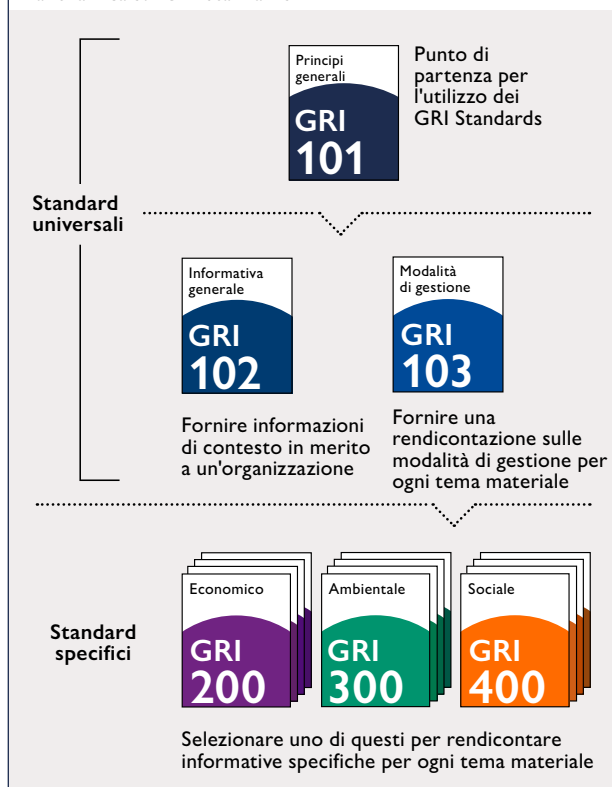 Principi
generali
GRI
101
Punto di
partenza per
l'utilizzo dei
GRI Standards
Standard
universali
Informativa
generale
GRI
102
Modalità
di gestione
GRI
103
Fornire informazioni
di contesto in merito
a un'organizzazione
Fornire una
rendicontazione sulle
modalità di gestione per
ogni tema materiale
Standard
specifici
Economico
GRI
200
Ambientale
GRI
300
Sociale
GRI
400
Selezionare uno di questi per rendicontare
informative specifiche per ogni tema materiale